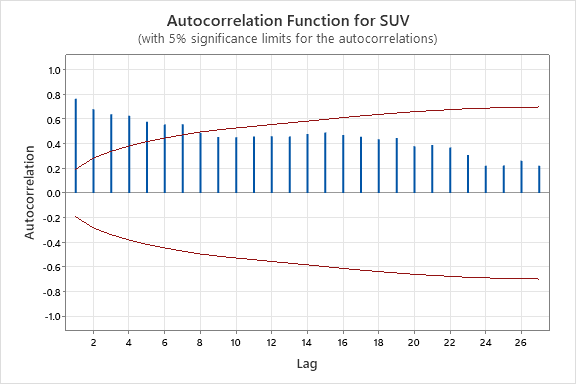 Autocorrelation Function for SUV
(with 5% significance limits for the autocorrelations)
1.0
0.8
0.6
0.4
0.2
0.0
-0.2
-0.4
-0.6
-0.8
-1.0
Autocorrelation
2 4 6 8 10 12 14 16 18 20 22 24 26
Lag